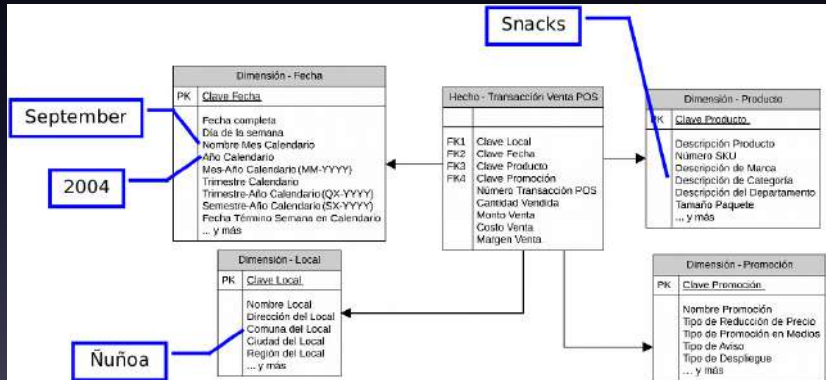 Snacks
September
2004
Ñuñoa
Dimensión - Fecha
PK Clave Fecha
Fecha completa
Día de la semana
Nombre Mes Calendario
Año Calendario
Mes-Año Calendario (MM-YYYY)
Trimestre Calendario
Trimestre-Año Calendario (QX-YYYY)
Semestre-Año Calendario (SX-YYYY)
Fecha Término Semana en Calendario
... y más
Hecho - Transacción Venta POS
FK1 Clave Local
FK2 Clave Fecha
FK3 Clave Producto
FK4 Clave Promoción
Número Transacción POS
Cantidad Vendida
Monto Venta
Costo Venta
Margen Venta
Dimensión - Producto
PK Clave Producto
Descripción Producto
Número SKU
Descripción de Marca
Descripción de Categoría
Descripción del Departamento
Tamaño Paquete
... y más
Dimensión - Local
PK Clave Local
Nombre Local
Dirección del Local
Comuna del Local
Ciudad del Local
Región del Local
... y más
Dimensión - Promoción
PK Clave Promoción
Nombre Promoción
Tipo de Reducción de Precio
Tipo de Promoción en Medios
Tipo de Aviso
Tipo de Despliegue
... y más